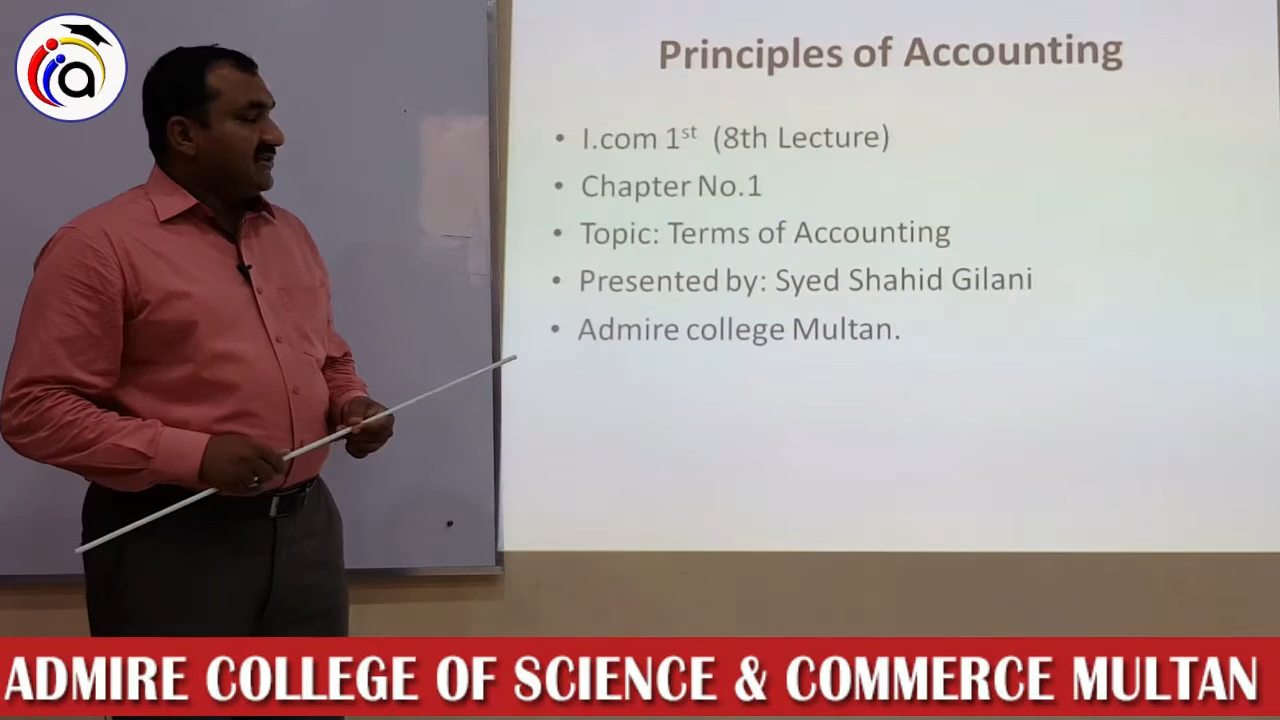 Principles of Accounting
• I.com 1st (8th Lecture)
• Chapter No.1
• Topic: Terms of Accounting
• Presented by: Syed Shahid Gilani
• Admire college Multan.
a
ADMIRE COLLEGE OF SCIENCE & COMMERCE MULTAN